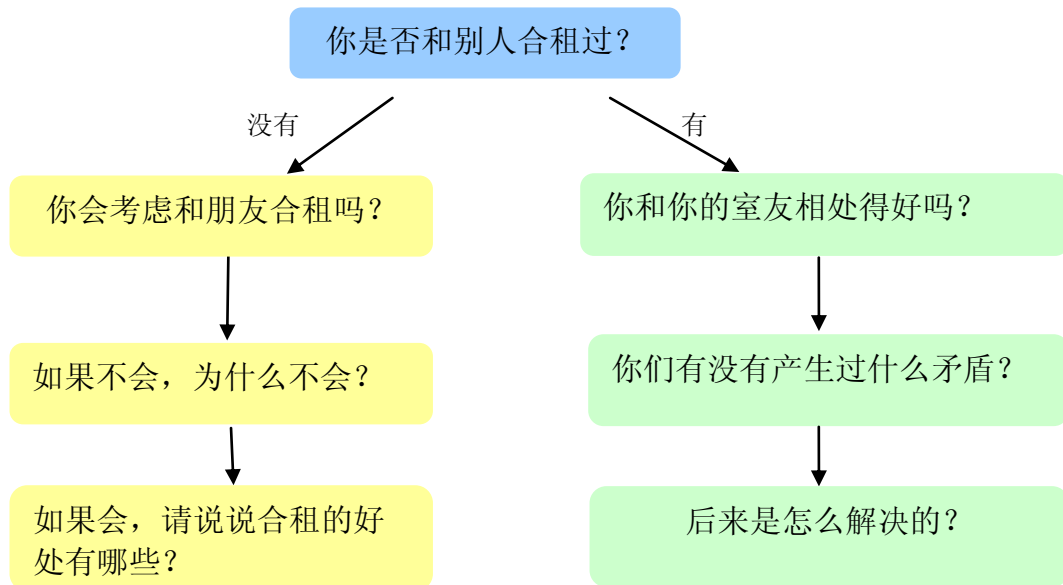 你是否和别人合租过？
没有
有
你会考虑和朋友合租吗？
你和你的室友相处得好吗？
如果不会，为什么不会？
你们有没有产生过什么矛盾？
如果会，请说说合租的好
处有哪些？
后来是怎么解决的？